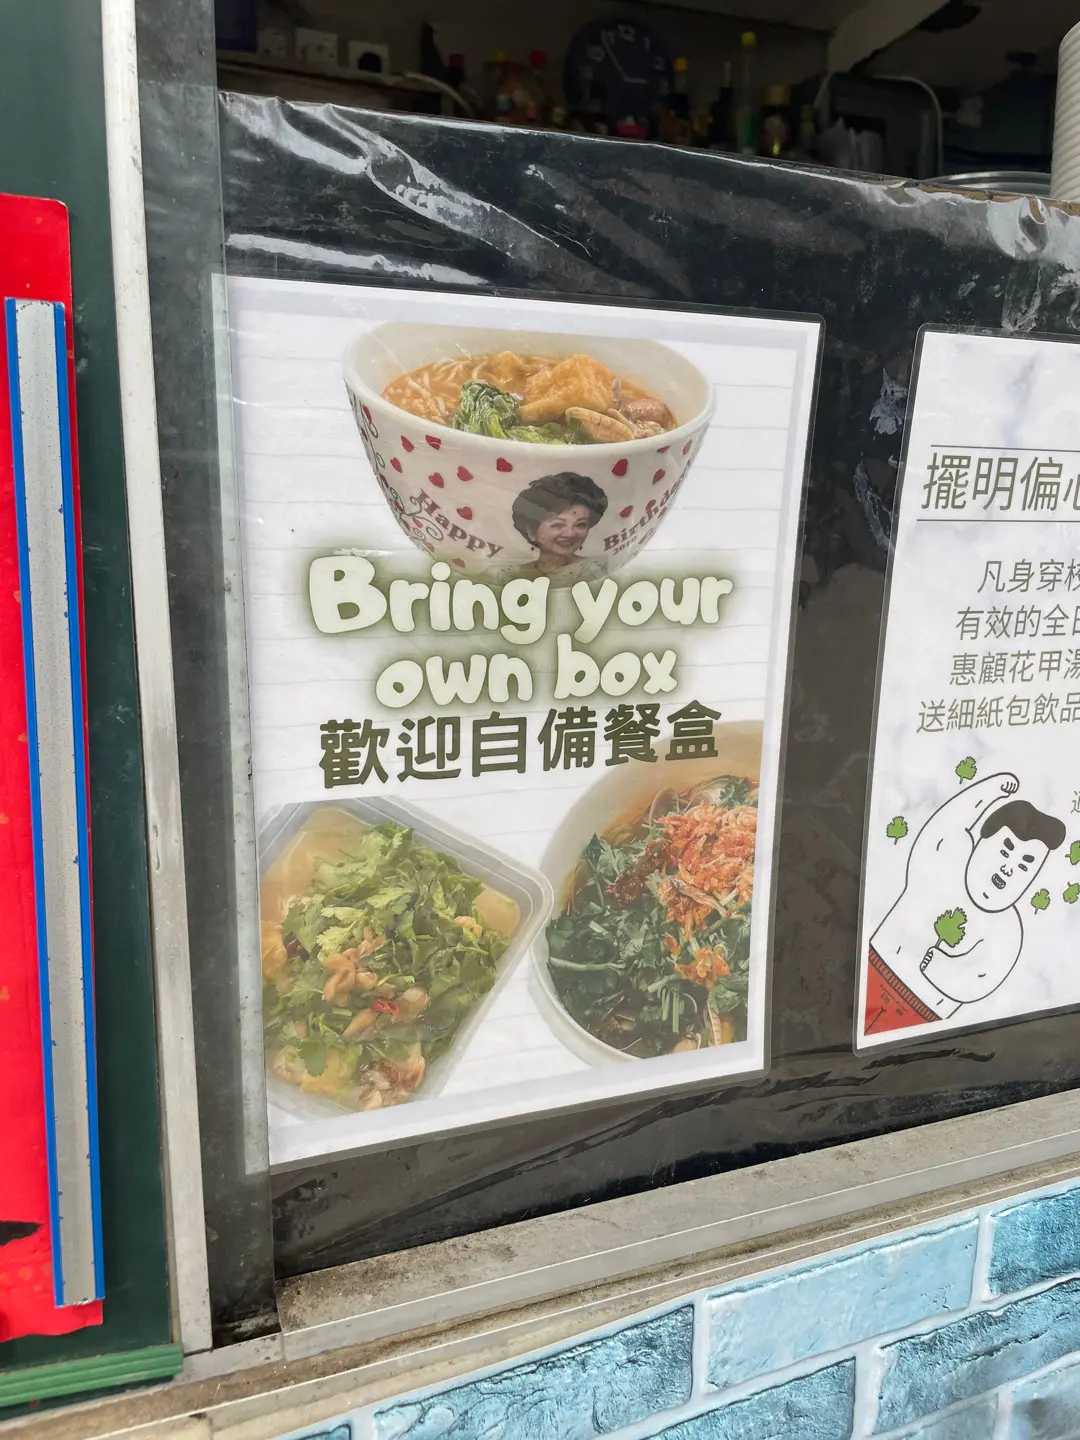 Happy
Birthday
Bring your
own box
歡迎自備餐盒
擺明偏心
凡身穿校
有效的全日
惠顧花甲湯
送細紙包飲品